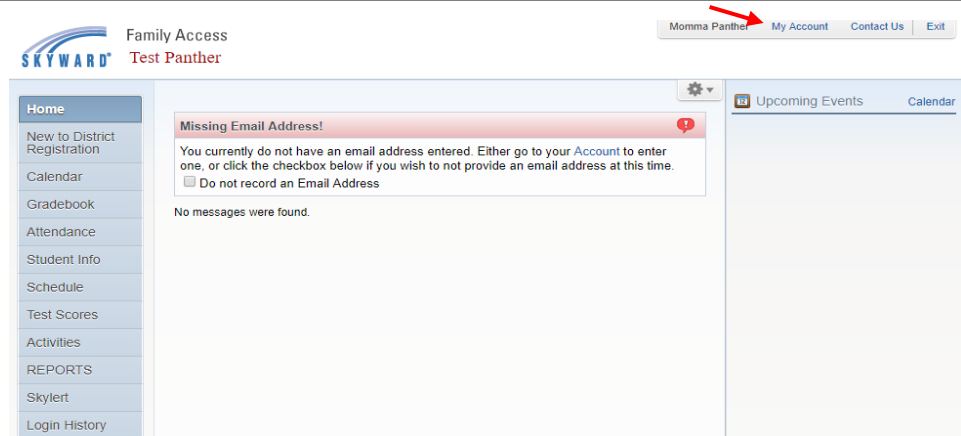 Momma Panther My Account Contact Us Exit
SKYWARD®
Family Access
Test Panther
Home
New to District
Registration
Calendar
Gradebook
Attendance
Student Info
Schedule
Test Scores
Activities
REPORTS
Skylert
Login History
Missing Email Address!
You currently do not have an email address entered. Either go to your Account to enter
one, or click the checkbox below if you wish to not provide an email address at this time.
Do not record an Email Address
No messages were found.
12 Upcoming Events Calendar